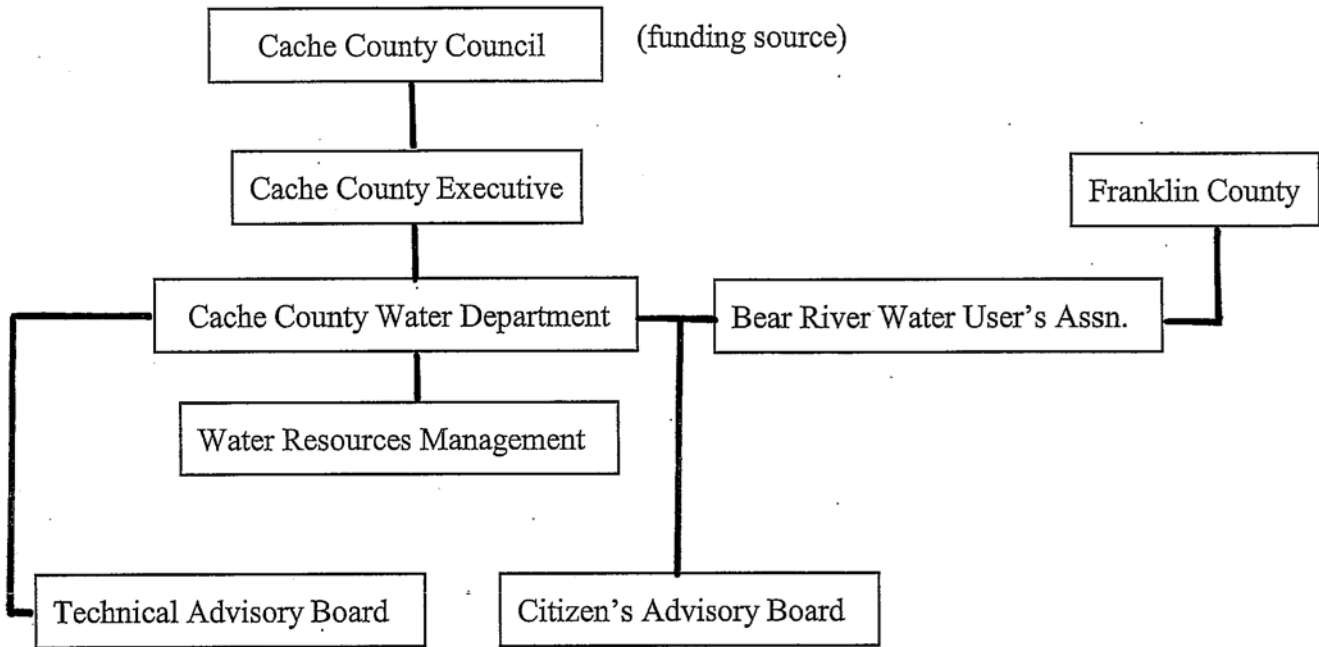 Cache County Council
(funding source)
Cache County Executive
Franklin County
Cache County Water Department
Bear River Water User's Assn.
Water Resources Management
Technical Advisory Board
Citizen's Advisory Board